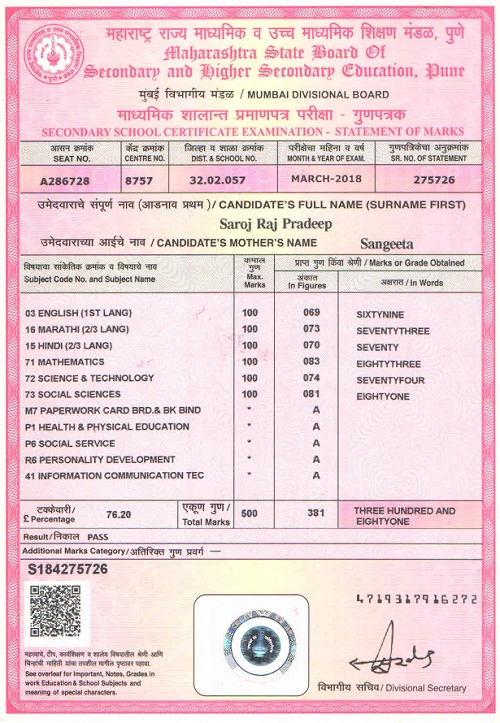 महाराष्ट्र राज्य माध्यमिक व उच्च माध्यमिक शिक्षण मंडळ, पुणे
Maharashtra State Board Of
Secondary and Higher Secondary Education, Pune
मुंबई विभागीय मंडळ / MUMBAI DIVISIONAL BOARD
माध्यमिक शालान्त प्रमाणपत्र परीक्षा - गुणपत्रक
SECONDARY SCHOOL CERTIFICATE EXAMINATION - STATEMENT OF MARKS
आसन क्रमांक केंद्र क्रमांक जिल्हा व शाळा क्रमांक परीक्षेचा महिना व वर्ष गुणपत्रिकेचा अनुक्रमांक
SEAT NO. CENTRE NO. DIST. & SCHOOL NO. MONTH & YEAR OF EXAM. SR. NO. OF STATEMENT
A286728 8757 32.02.057 MARCH-2018 275726
उमेदवाराचे संपूर्ण नाव (आडनाव प्रथम) / CANDIDATE'S FULL NAME (SURNAME FIRST)
Saroj Raj Pradeep
उमेदवाराच्या आईचे नाव / CANDIDATE'S MOTHER'S NAME Sangeeta
विषयाचा सांकेतिक क्रमांक व विषयाचे नाव कमाल गुण प्राप्त गुण किंवा श्रेणी / Marks or Grade Obtained
Subject Code No. and Subject Name Max. Marks अंकात In Figures अक्षरात / In Words
03 ENGLISH (1ST LANG) 100 069 SIXTYNINE
16 MARATHI (2/3 LANG) 100 073 SEVENTYTHREE
15 HINDI (2/3 LANG) 100 070 SEVENTY
71 MATHEMATICS 100 083 EIGHTYTHREE
72 SCIENCE & TECHNOLOGY 100 074 SEVENTYFOUR
73 SOCIAL SCIENCES 100 081 EIGHTYONE
M7 PAPERWORK CARD BRD.& BK BIND * A
P1 HEALTH & PHYSICAL EDUCATION * A
P6 SOCIAL SERVICE * A
R6 PERSONALITY DEVELOPMENT * A
41 INFORMATION COMMUNICATION TEC * A
टक्केवारी/ एकूण गुण/
£ Percentage 76.20 Total Marks 500 381 THREE HUNDRED AND
EIGHTYONE
Result/निकाल PASS
Additional Marks Category/अतिरिक्त गुण प्रवर्ग —
S184275726
4719317916272
महत्वाचे, टीप, कार्यशिक्षण व शालेय विषयातील श्रेणी आणि
चिन्हांची माहिती यांचा तपशील मागील पृष्ठावर पहावा.
See overleaf for Important, Notes, Grades in
work Education & School Subjects and
meaning of special characters.
विभागीय सचिव/ Divisional Secretary